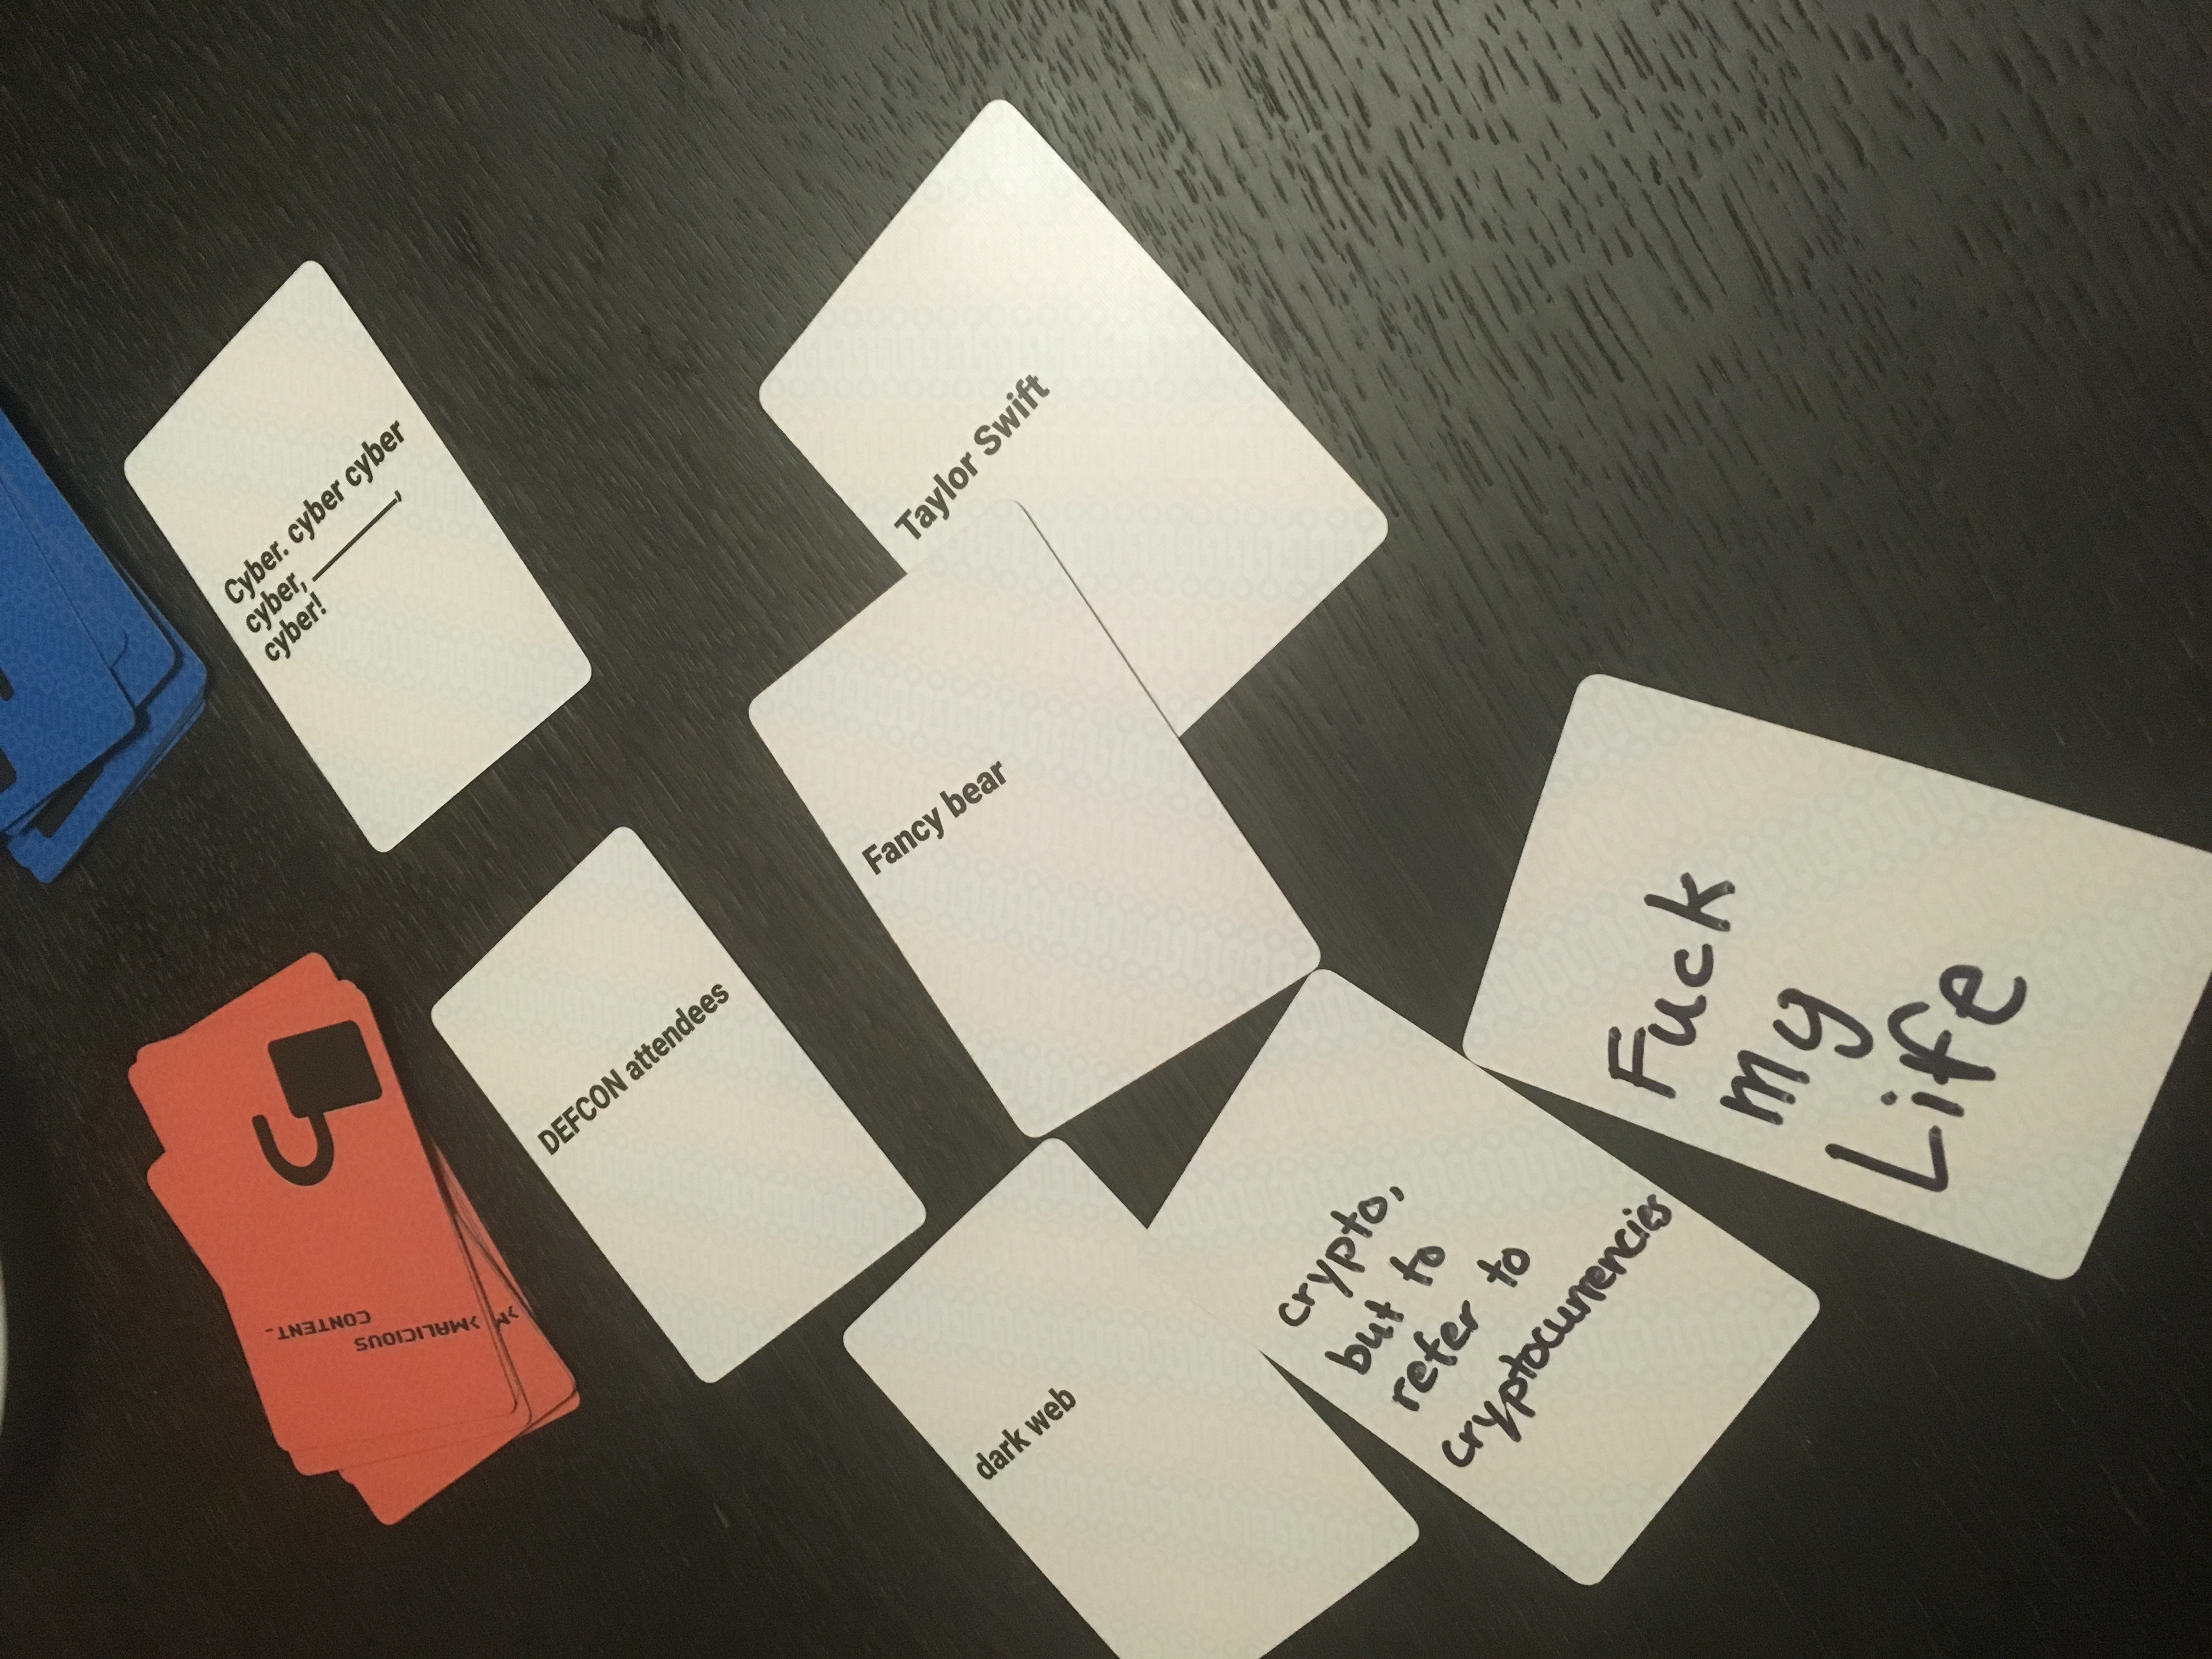 >MALICIOUS
CONTENT_
Cyber. cyber cyber
cyber, ________,
cyber!
DEFCON attendees
Fancy bear
Taylor Swift
dark web
crypto,
but to
refer to
cryptocurrencies
Fuck
my
Life